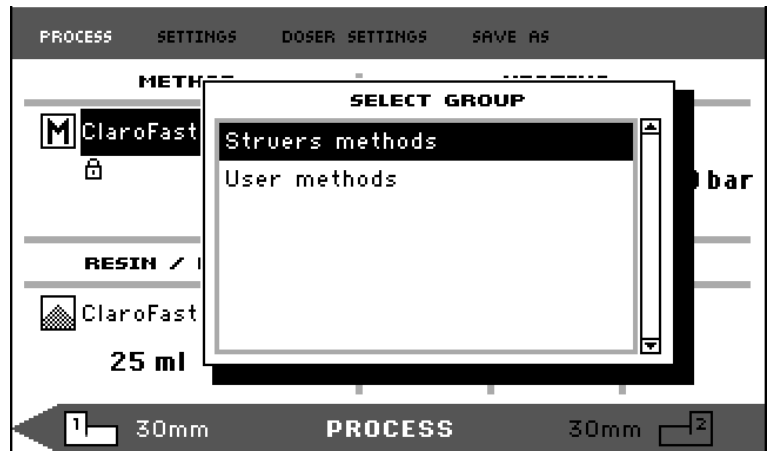 PROCESS SETTINGS DOSER SETTINGS SAVE AS
SELECT GROUP
M ClaroFast
Struers methods
User methods
bar
RESIN /
ClaroFast
25 ml
1 30mm PROCESS 30mm 2